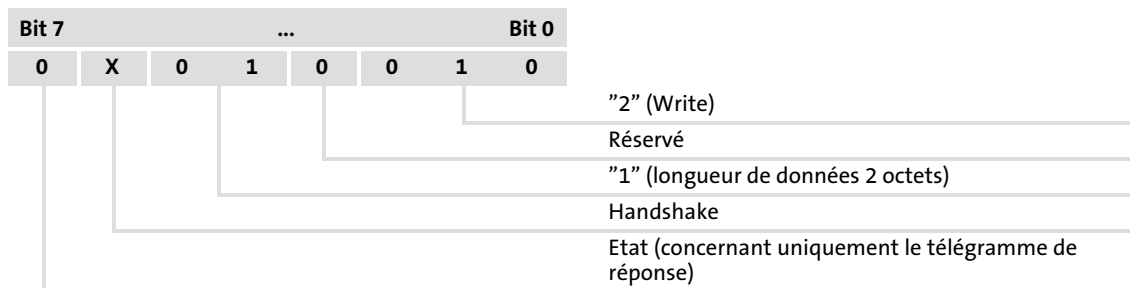 Bit 7 ... Bit 0
0 X 0 1 0 0 1 0
”2” (Write)
Réservé
”1” (longueur de données 2 octets)
Handshake
Etat (concernant uniquement le télégramme de
réponse)